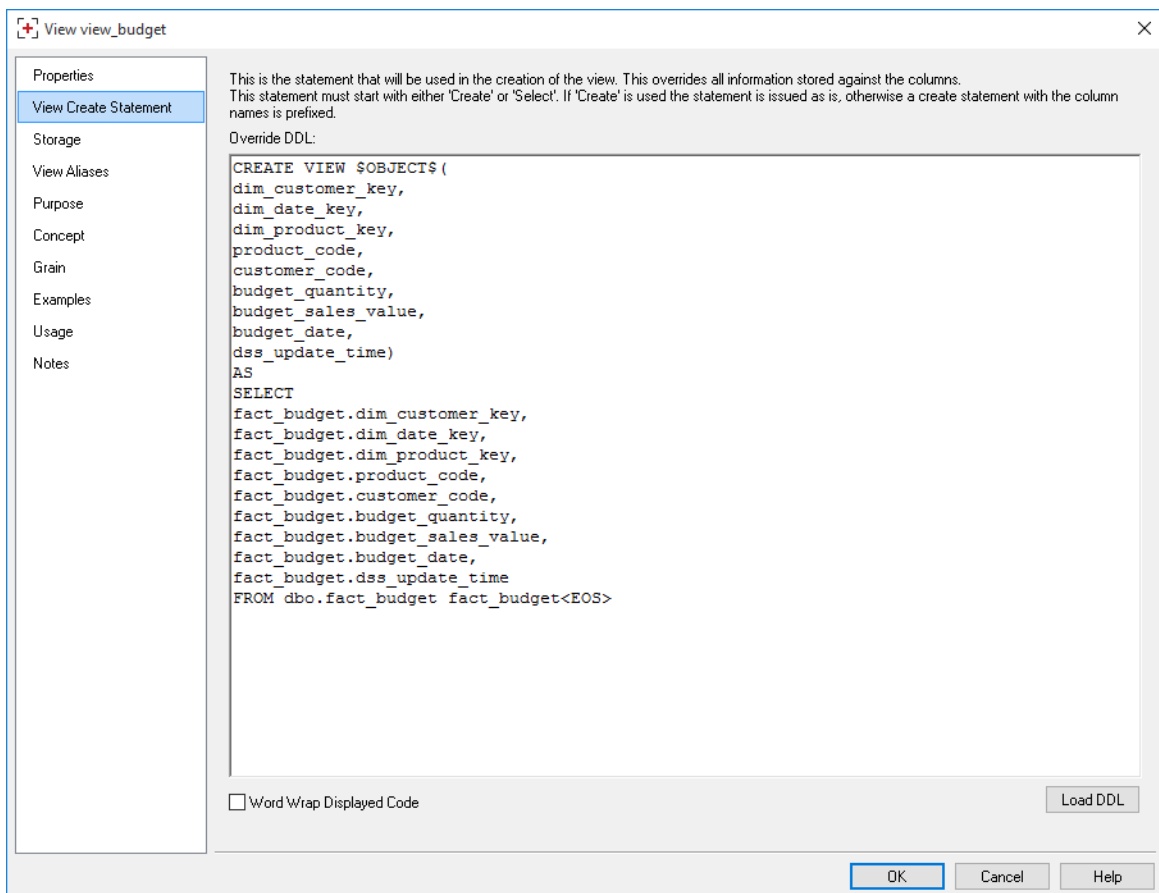 View view_budget
Properties
View Create Statement
Storage
View Aliases
Purpose
Concept
Grain
Examples
Usage
Notes
This is the statement that will be used in the creation of the view. This overrides all information stored against the columns.
This statement must start with either 'Create' or 'Select'. If 'Create' is used the statement is issued as is, otherwise a create statement with the column
names is prefixed.
Override DDL:
CREATE VIEW $OBJECT$(
dim_customer_key,
dim_date_key,
dim_product_key,
product_code,
customer_code,
budget_quantity,
budget_sales_value,
budget_date,
dss_update_time)
AS
SELECT
fact_budget.dim_customer_key,
fact_budget.dim_date_key,
fact_budget.dim_product_key,
fact_budget.product_code,
fact_budget.customer_code,
fact_budget.budget_quantity,
fact_budget.budget_sales_value,
fact_budget.budget_date,
fact_budget.dss_update_time
FROM dbo.fact_budget fact_budget<EOS>
Word Wrap Displayed Code
Load DDL
OK
Cancel
Help